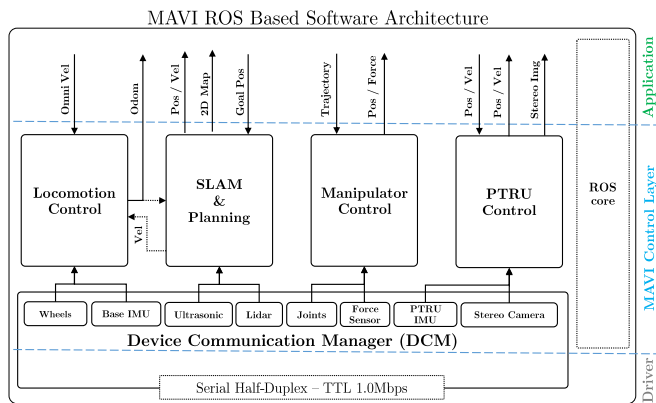 MAVI ROS Based Software Architecture
Omni Vel
Odom
Pos / Vel
2D Map
Goal Pos
Trajectory
Pos / Force
Pos / Vel
Pos / Vel
Stereo Img
Application
Locomotion
Control
SLAM
&
Planning
Manipulator
Control
PTRU
Control
ROS
core
MAVI Control Layer
Vel
Wheels
Base IMU
Ultrasonic
Lidar
Joints
Force
Sensor
PTRU
IMU
Stereo Camera
Device Communication Manager (DCM)
Driver
Serial Half-Duplex – TTL 1.0Mbps